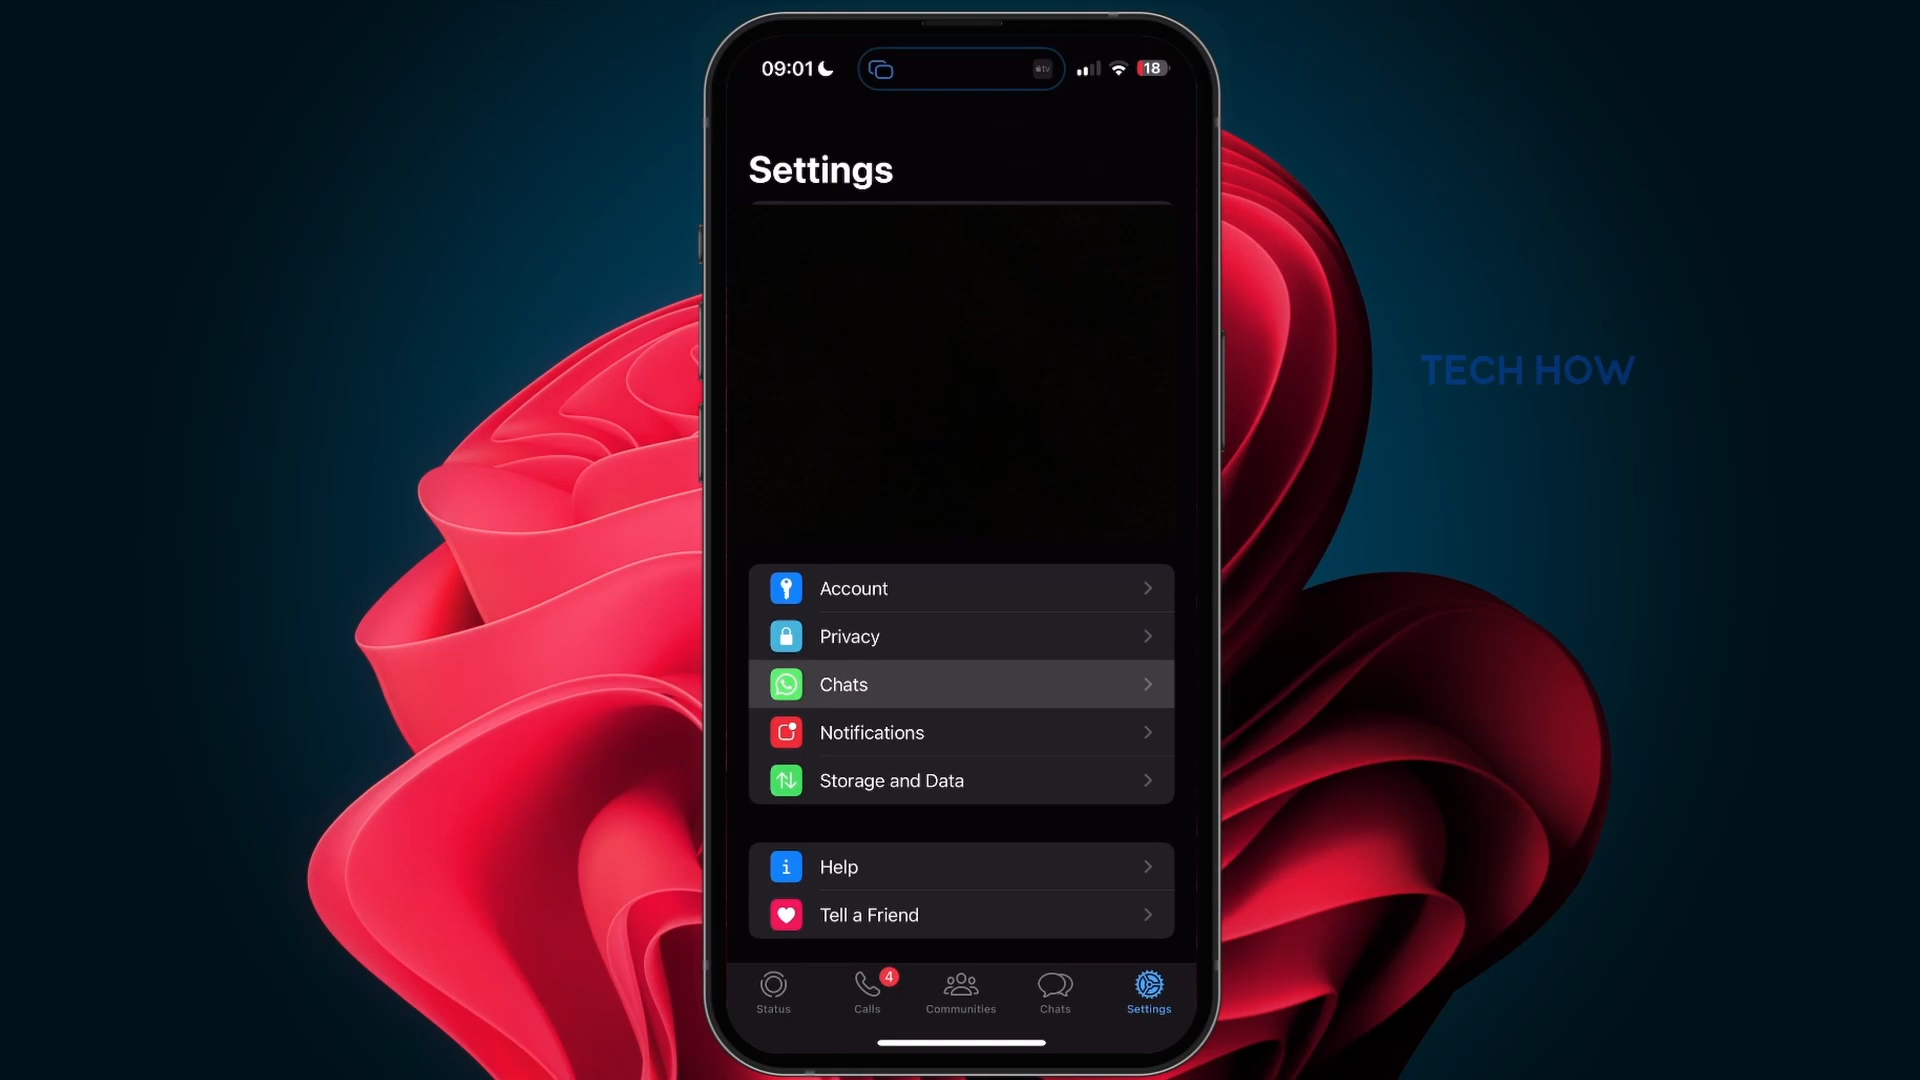 09:01
tv
18
Settings
TECH HOW
Account
Privacy
Chats
Notifications
Storage and Data
Help
Tell a Friend
4
Status
Calls
Communities
Chats
Settings